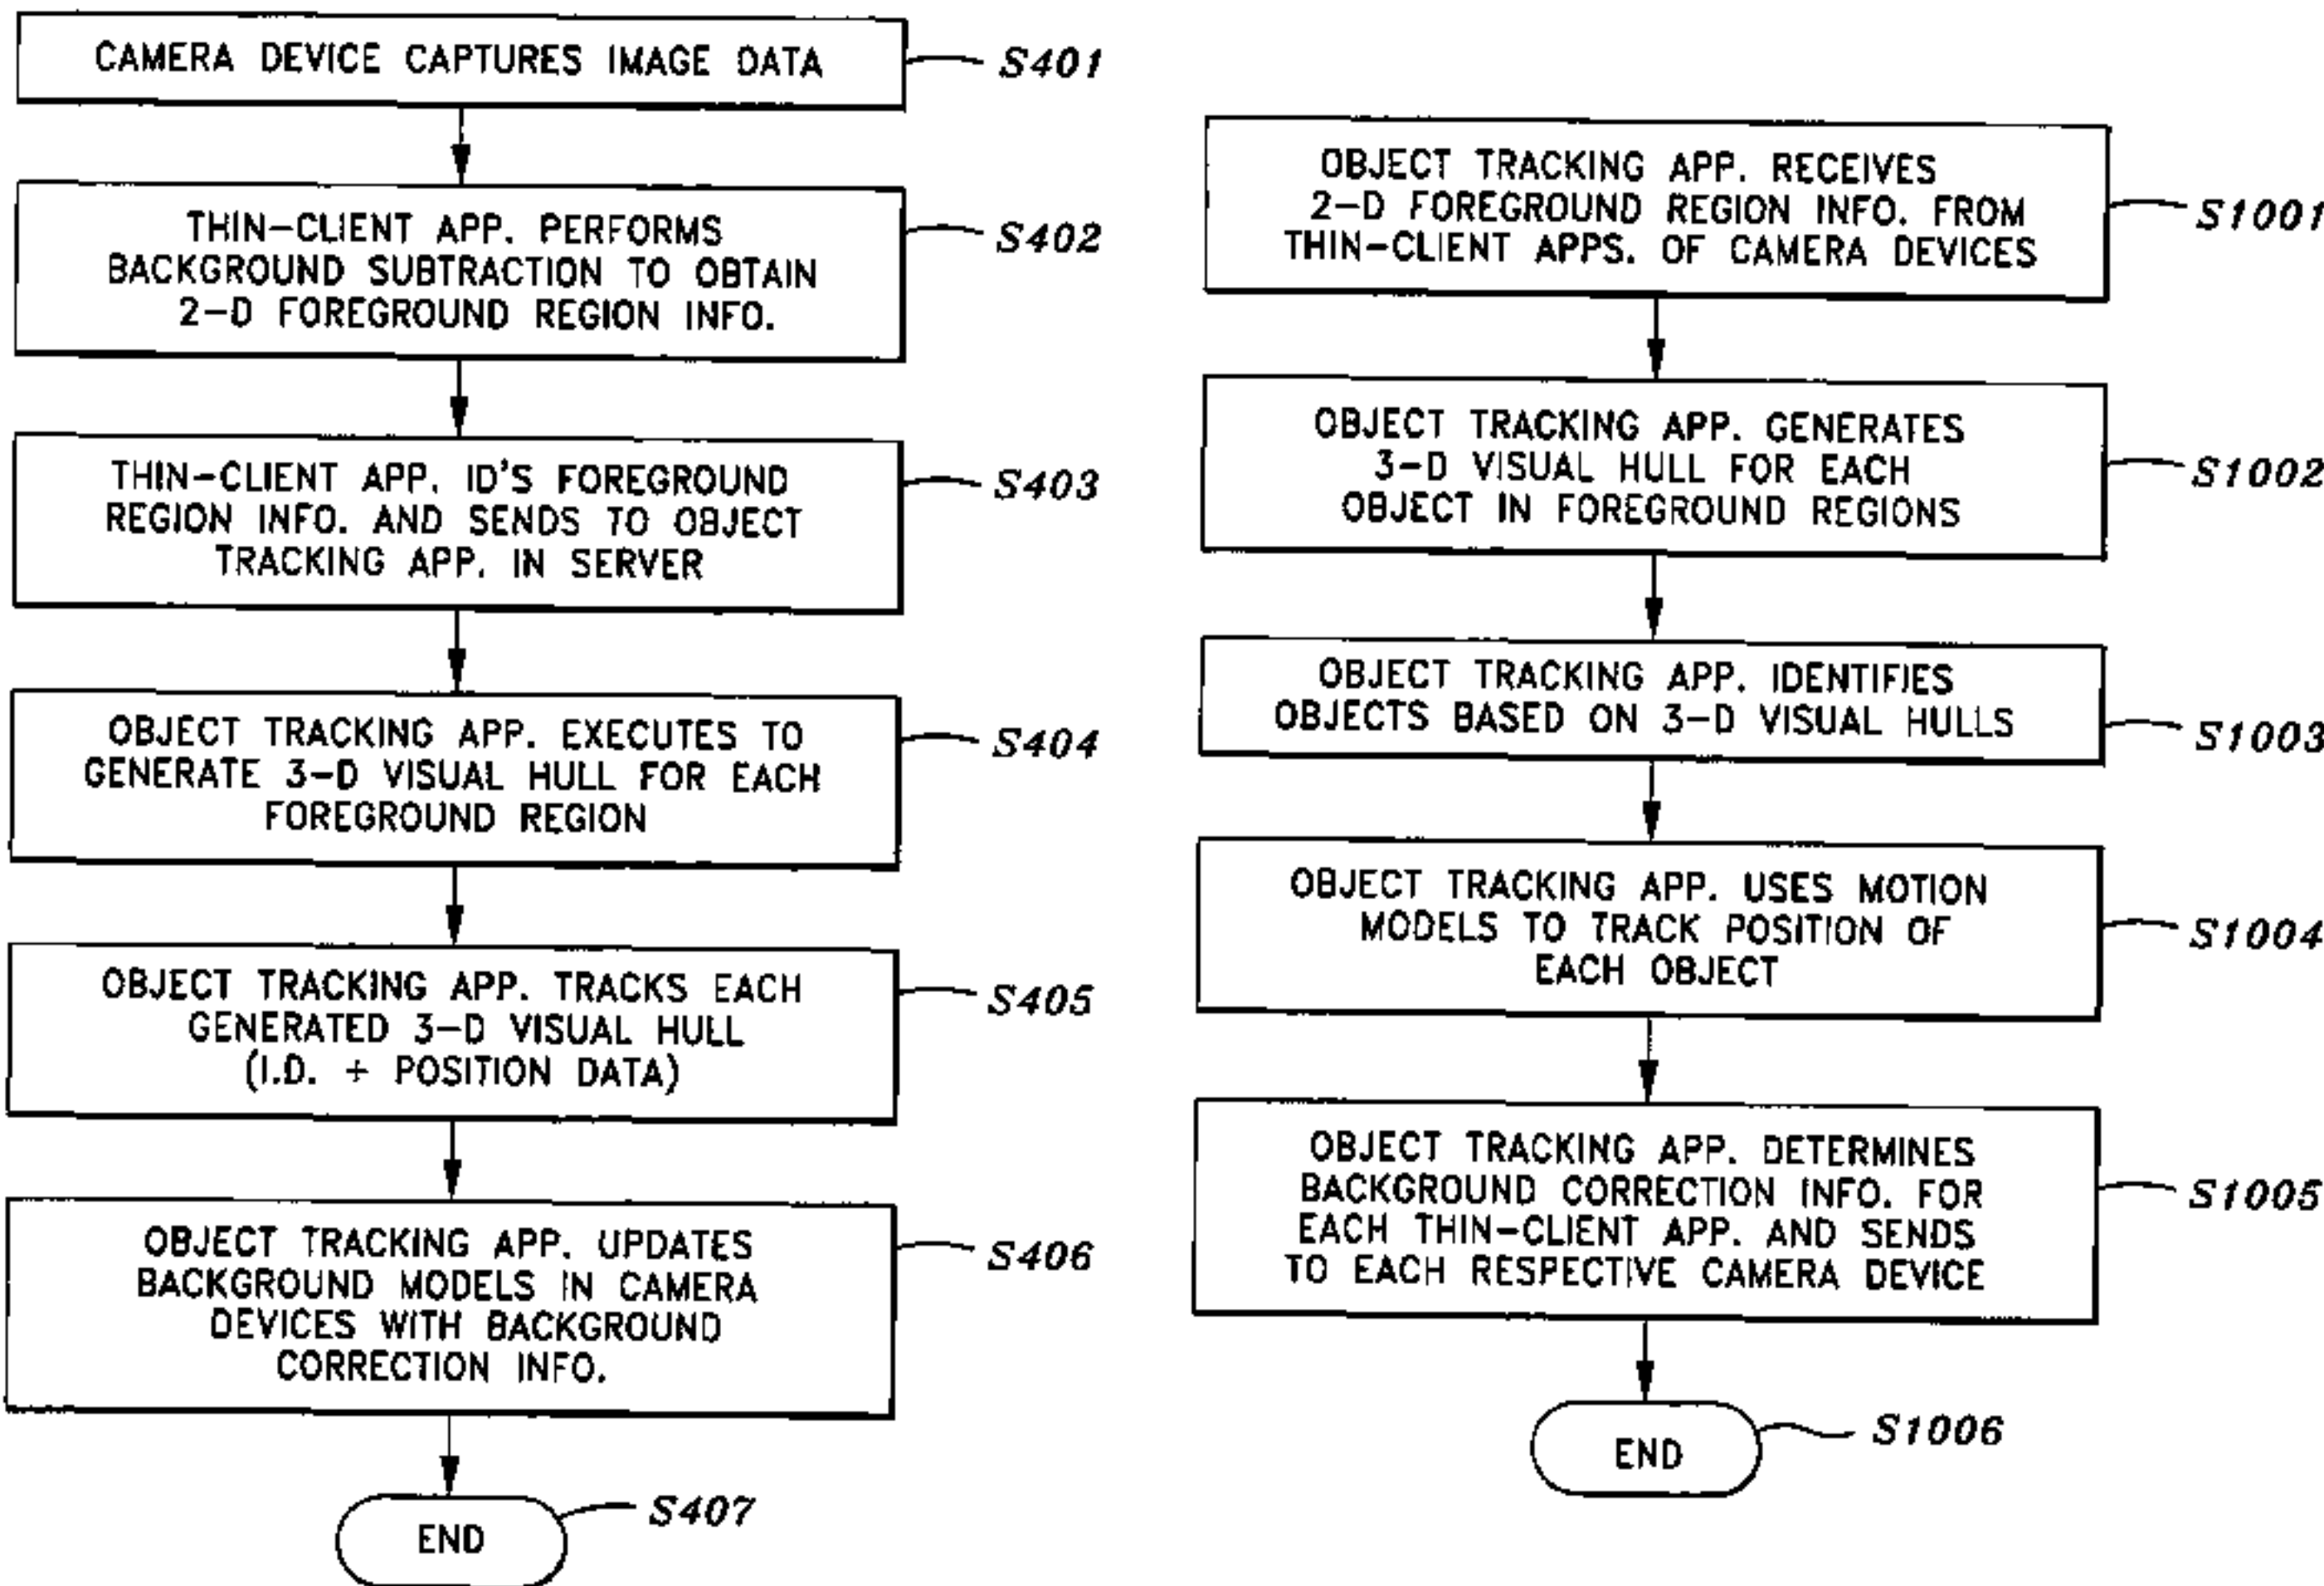 CAMERA DEVICE CAPTURES IMAGE DATA
S401
THIN-CLIENT APP. PERFORMS
BACKGROUND SUBTRACTION TO OBTAIN
2-D FOREGROUND REGION INFO.
S402
THIN-CLIENT APP. ID'S FOREGROUND
REGION INFO. AND SENDS TO OBJECT
TRACKING APP. IN SERVER
S403
OBJECT TRACKING APP. EXECUTES TO
GENERATE 3-D VISUAL HULL FOR EACH
FOREGROUND REGION
S404
OBJECT TRACKING APP. TRACKS EACH
GENERATED 3-D VISUAL HULL
(I.D. + POSITION DATA)
S405
OBJECT TRACKING APP. UPDATES
BACKGROUND MODELS IN CAMERA
DEVICES WITH BACKGROUND
CORRECTION INFO.
S406
END
S407
OBJECT TRACKING APP. RECEIVES
2-D FOREGROUND REGION INFO. FROM
THIN-CLIENT APPS. OF CAMERA DEVICES
S1001
OBJECT TRACKING APP. GENERATES
3-D VISUAL HULL FOR EACH
OBJECT IN FOREGROUND REGIONS
S1002
OBJECT TRACKING APP. IDENTIFIES
OBJECTS BASED ON 3-D VISUAL HULLS
S1003
OBJECT TRACKING APP. USES MOTION
MODELS TO TRACK POSITION OF
EACH OBJECT
S1004
OBJECT TRACKING APP. DETERMINES
BACKGROUND CORRECTION INFO. FOR
EACH THIN-CLIENT APP. AND SENDS
TO EACH RESPECTIVE CAMERA DEVICE
S1005
END
S1006